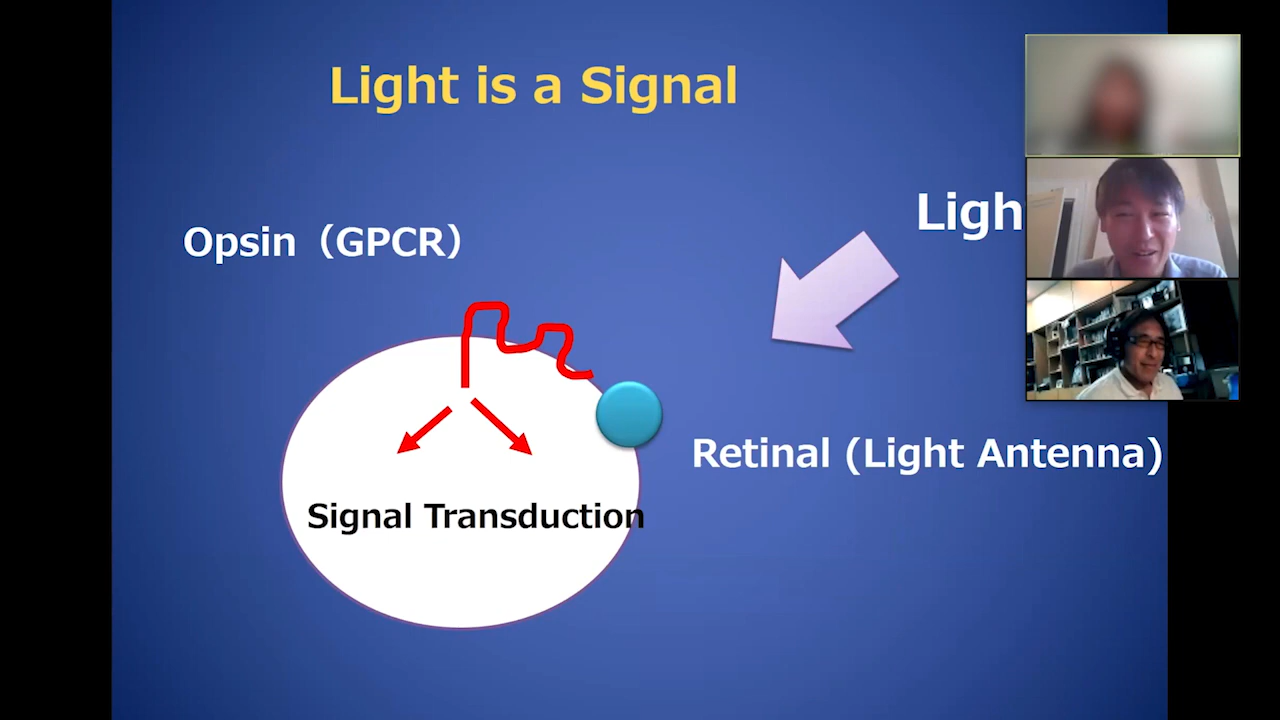 Light is a Signal
Ligh
Opsin（GPCR）
Retinal (Light Antenna)
Signal Transduction